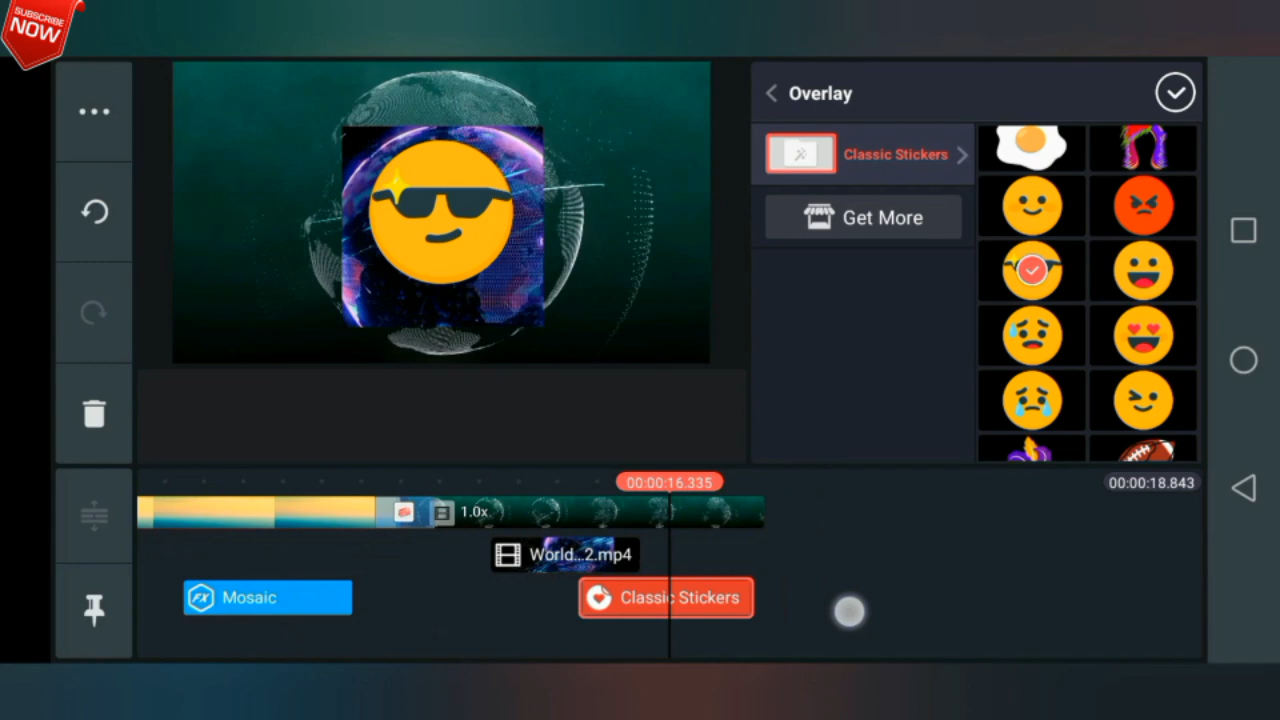 SUBSCRIBE
NOW
Overlay
Classic Stickers
Get More
00:00:16.335
00:00:18.843
1.0x
World...2.mp4
FX Mosaic
Classic Stickers